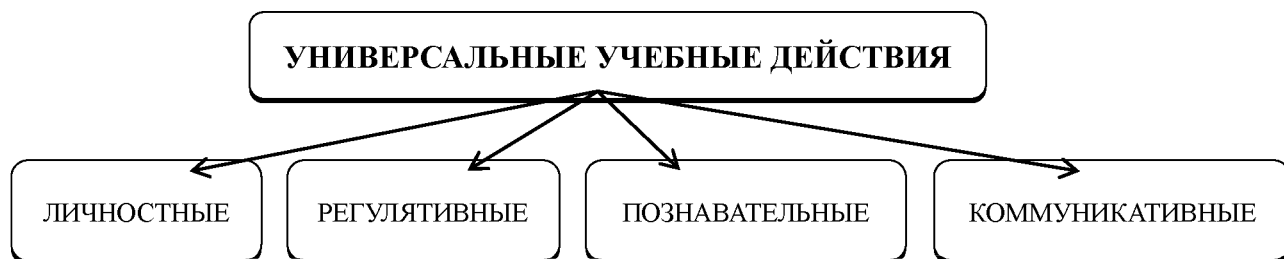 УНИВЕРСАЛЬНЫЕ УЧЕБНЫЕ ДЕЙСТВИЯ
ЛИЧНОСТНЫЕ
РЕГУЛЯТИВНЫЕ
ПОЗНАВАТЕЛЬНЫЕ
КОММУНИКАТИВНЫЕ